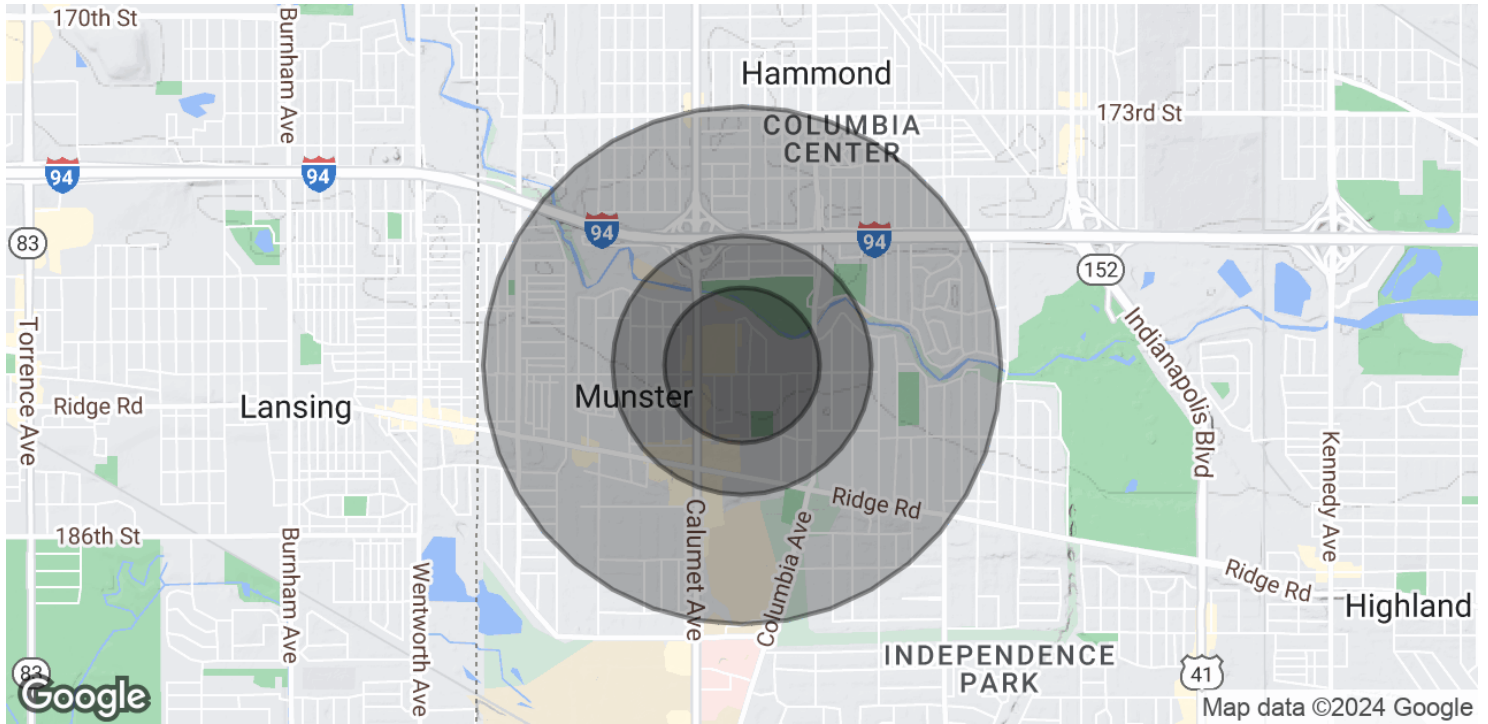 170th St
Burnham Ave
Hammond
COLUMBIA
CENTER
173rd St
94
94
94
94
83
152
Torrence Ave
Indianapolis Blvd
Munster
Ridge Rd
Lansing
Kennedy Ave
Ridge Rd
186th St
Burnham Ave
Wentworth Ave
Calumet Ave
Columbia Ave
Ridge Rd
Highland
INDEPENDENCE
PARK
83
41
Google
Map data ©2024 Google